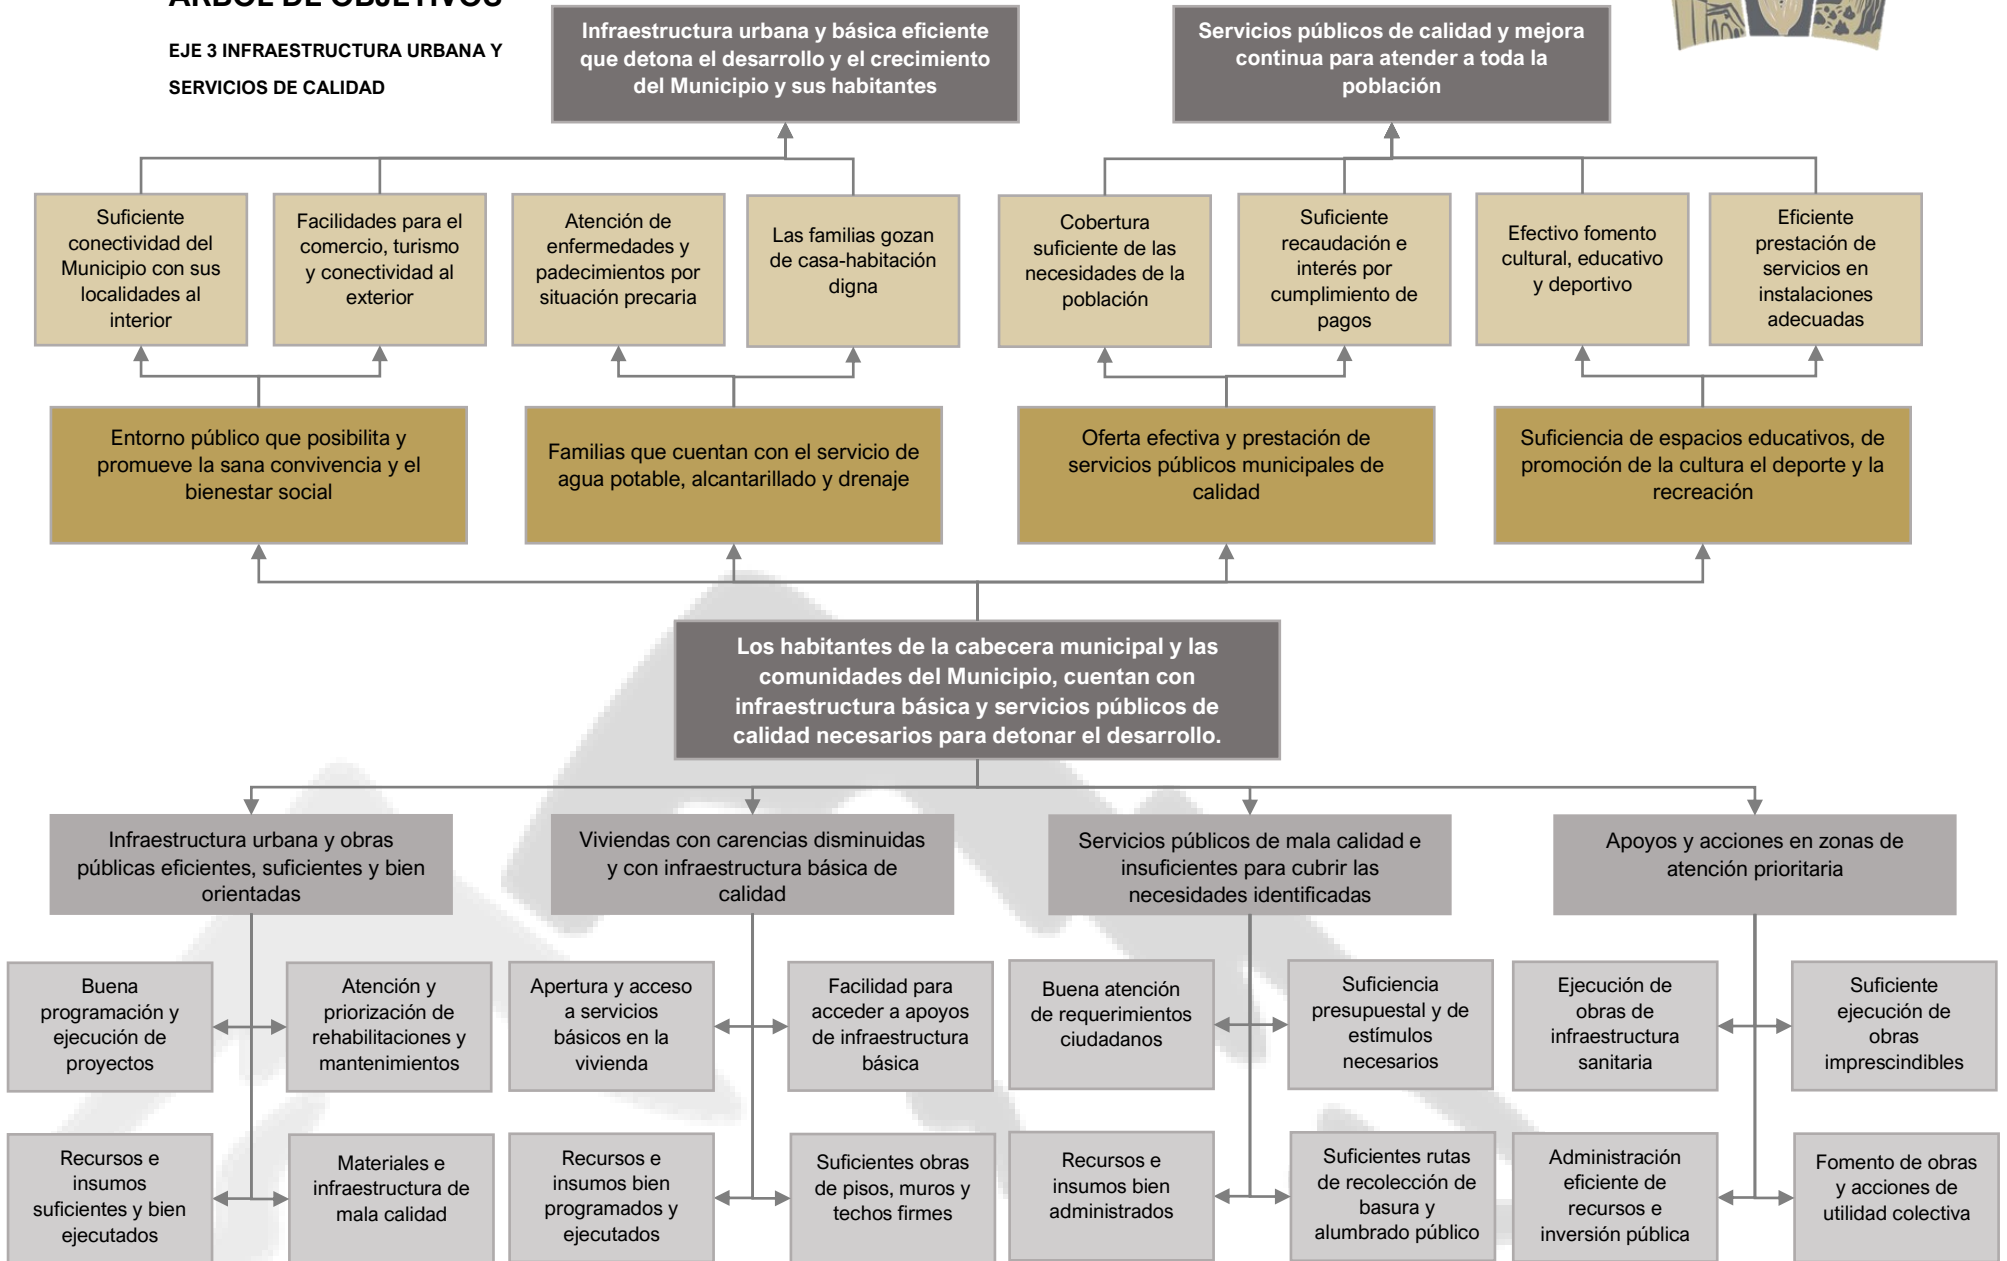 ÁRBOL DE OBJETIVOS
EJE 3 INFRAESTRUCTURA URBANA Y
SERVICIOS DE CALIDAD
Infraestructura urbana y básica eficiente
que detona el desarrollo y el crecimiento
del Municipio y sus habitantes
Servicios públicos de calidad y mejora
continua para atender a toda la
población
Suficiente
conectividad del
Municipio con sus
localidades al
interior
Facilidades para el
comercio, turismo
y conectividad al
exterior
Atención de
enfermedades y
padecimientos por
situación precaria
Las familias gozan
de casa-habitación
digna
Cobertura
suficiente de las
necesidades de la
población
Suficiente
recaudación e
interés por
cumplimiento de
pagos
Efectivo fomento
cultural, educativo
y deportivo
Eficiente
prestación de
servicios en
instalaciones
adecuadas
Entorno público que posibilita y
promueve la sana convivencia y el
bienestar social
Familias que cuentan con el servicio de
agua potable, alcantarillado y drenaje
Oferta efectiva y prestación de
servicios públicos municipales de
calidad
Suficiencia de espacios educativos, de
promoción de la cultura el deporte y la
recreación
Los habitantes de la cabecera municipal y las
comunidades del Municipio, cuentan con
infraestructura básica y servicios públicos de
calidad necesarios para detonar el desarrollo.
Infraestructura urbana y obras
públicas eficientes, suficientes y bien
orientadas
Viviendas con carencias disminuidas
y con infraestructura básica de
calidad
Servicios públicos de mala calidad e
insuficientes para cubrir las
necesidades identificadas
Apoyos y acciones en zonas de
atención prioritaria
Buena
programación y
ejecución de
proyectos
Atención y
priorización de
rehabilitaciones y
mantenimientos
Apertura y acceso
a servicios
básicos en la
vivienda
Facilidad para
acceder a apoyos
de infraestructura
básica
Buena atención
de requerimientos
ciudadanos
Suficiencia
presupuestal y de
estímulos
necesarios
Ejecución de
obras de
infraestructura
sanitaria
Suficiente
ejecución de
obras
imprescindibles
Recursos e
insumos
suficientes y bien
ejecutados
Materiales e
infraestructura de
mala calidad
Recursos e
insumos bien
programados y
ejecutados
Suficientes obras
de pisos, muros y
techos firmes
Recursos e
insumos bien
administrados
Suficientes rutas
de recolección de
basura y
alumbrado público
Administración
eficiente de
recursos e
inversión pública
Fomento de obras
y acciones de
utilidad colectiva